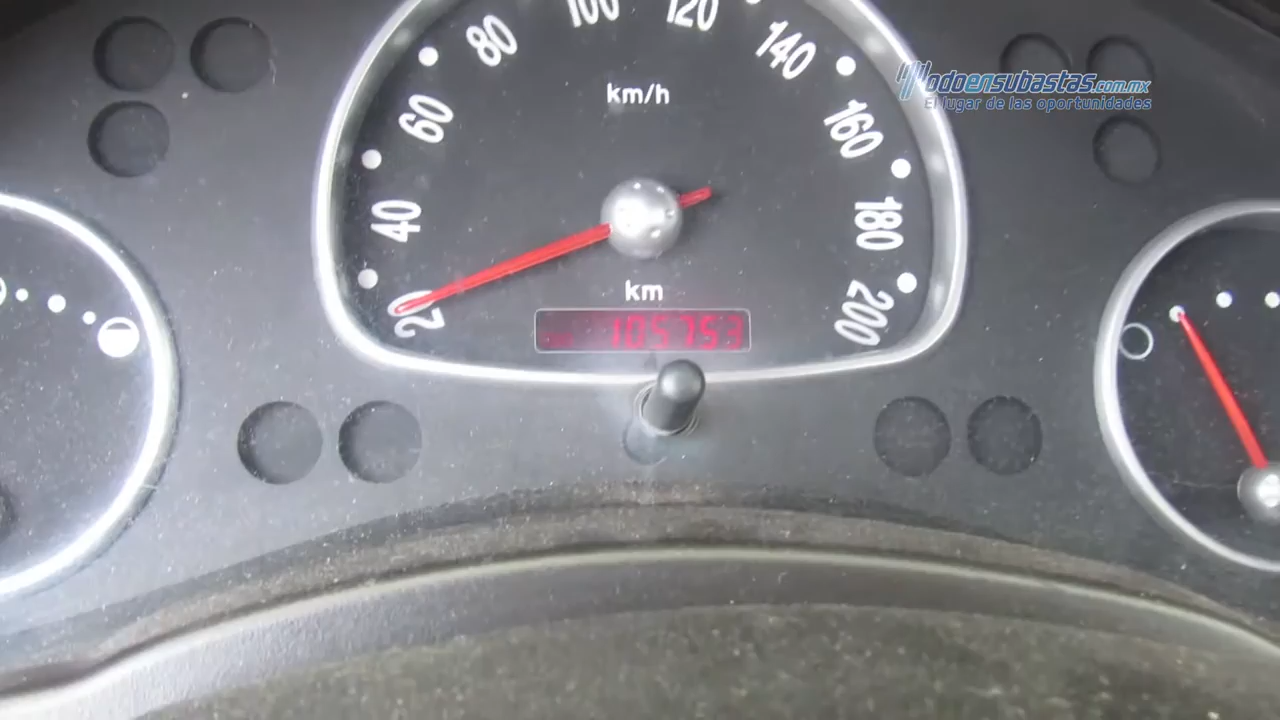 100 120
80 140
km/h
60 160
40 180
km
20 200
105753
odoensubastas.com.mx
El lugar de las oportunidades